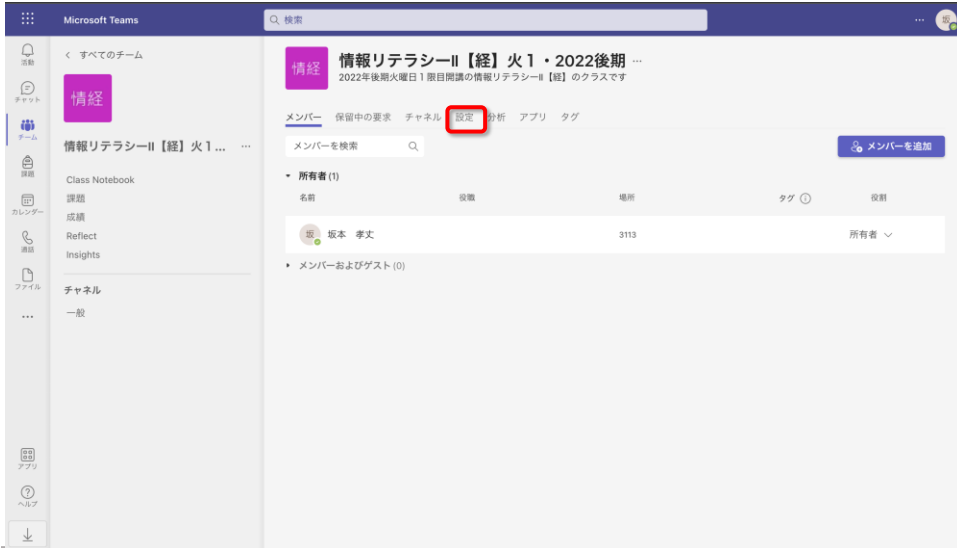 Microsoft Teams
検索
坂
活動
チャット
チーム
課題
カレンダー
通話
ファイル
アプリ
ヘルプ
すべてのチーム
情経
情報リテラシーⅡ【経】火1...
Class Notebook
課題
成績
Reflect
Insights
チャネル
一般
情経
情報リテラシーⅡ【経】火1・2022後期
2022年後期火曜日1限目開講の情報リテラシーⅡ【経】のクラスです
メンバー 保留中の要求 チャネル 設定 分析 アプリ タグ
メンバーを検索
メンバーを追加
所有者(1)
名前 役職 場所 タグ 役割
坂 坂本 孝丈 3113 所有者
メンバーおよびゲスト(0)